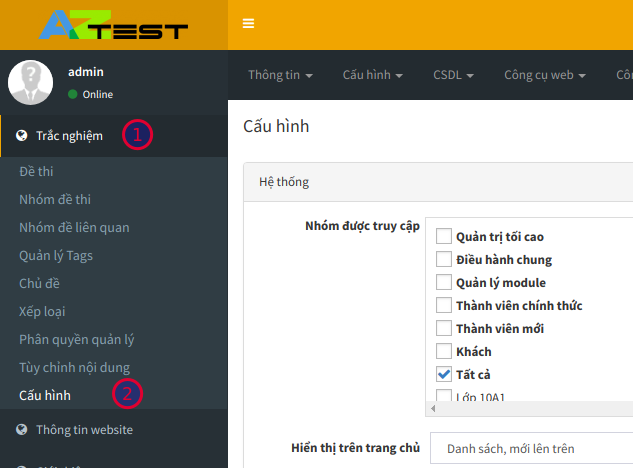 AZTEST
admin
Online
Thông tin
Cấu hình
CSDL
Công cụ web
Trắc nghiệm
1
Đề thi
Nhóm đề thi
Nhóm đề liên quan
Quản lý Tags
Chủ đề
Xếp loại
Phân quyền quản lý
Tùy chỉnh nội dung
Cấu hình
2
Thông tin website
Cấu hình
Hệ thống
Nhóm được truy cập
Quản trị tối cao
Điều hành chung
Quản lý module
Thành viên chính thức
Thành viên mới
Khách
Tất cả
Lớp 10A1
Hiển thị trên trang chủ
Danh sách, mới lên trên